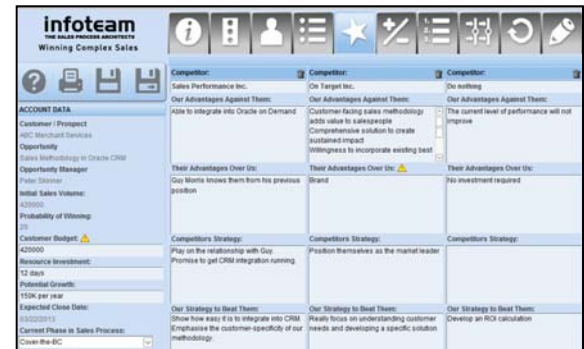 infoteam
THE SALES PROCESS ARCHITECTS
Winning Complex Sales
ACCOUNT DATA
Customer / Prospect
ABC Merchant Services
Opportunity
Sales Methodology in Oracle CRM
Opportunity Manager
Peter Skinner
Initial Sales Volume:
420000
Probability of Winning:
20
Customer Budget:
420000
Resource Investment:
12 days
Potential Growth:
150K per year
Expected Close Date:
03/22/2013
Current Phase in Sales Process:
Cover-the-BC
Competitor:
Sales Performance Inc.
Our Advantages Against Them:
Able to integrate into Oracle on Demand
Their Advantages Over Us:
Guy Morris knows them from his previous
position
Competitors Strategy:
Play on the relationship with Guy.
Promise to get CRM integration running.
Our Strategy to Beat Them:
Show how easy it is to integrate into CRM.
Emphasise the customer-specificity of our
methodology.
Competitor:
On Target Inc.
Our Advantages Against Them:
Customer-facing sales methodology
adds value to salespeople
Comprehensive solution to create
sustained impact
Willingness to incorporate existing best
Their Advantages Over Us:
Brand
Competitors Strategy:
Position themselves as the market leader
Our Strategy to Beat Them:
Really focus on understanding customer
needs and developing a specific solution
Competitor:
Do nothing
Our Advantages Against Them:
The current level of performance will not
improve
Their Advantages Over Us:
No investment required
Competitors Strategy:
Our Strategy to Beat Them:
Develop an ROI calculation